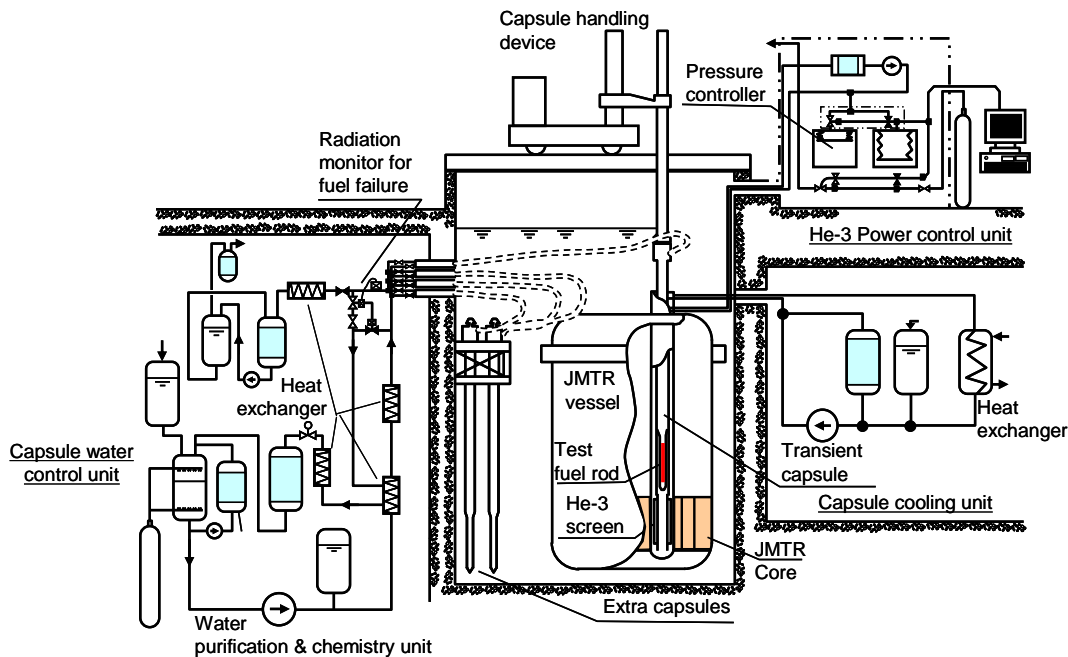 Capsule handling
device
Pressure
controller
Radiation
monitor for
fuel failure
He-3 Power control unit
Heat
exchanger
JMTR
vessel
Capsule water
control unit
Test
fuel rod
He-3
screen
Transient
capsule
Heat
exchanger
Capsule cooling unit
JMTR
Core
Extra capsules
Water
purification & chemistry unit